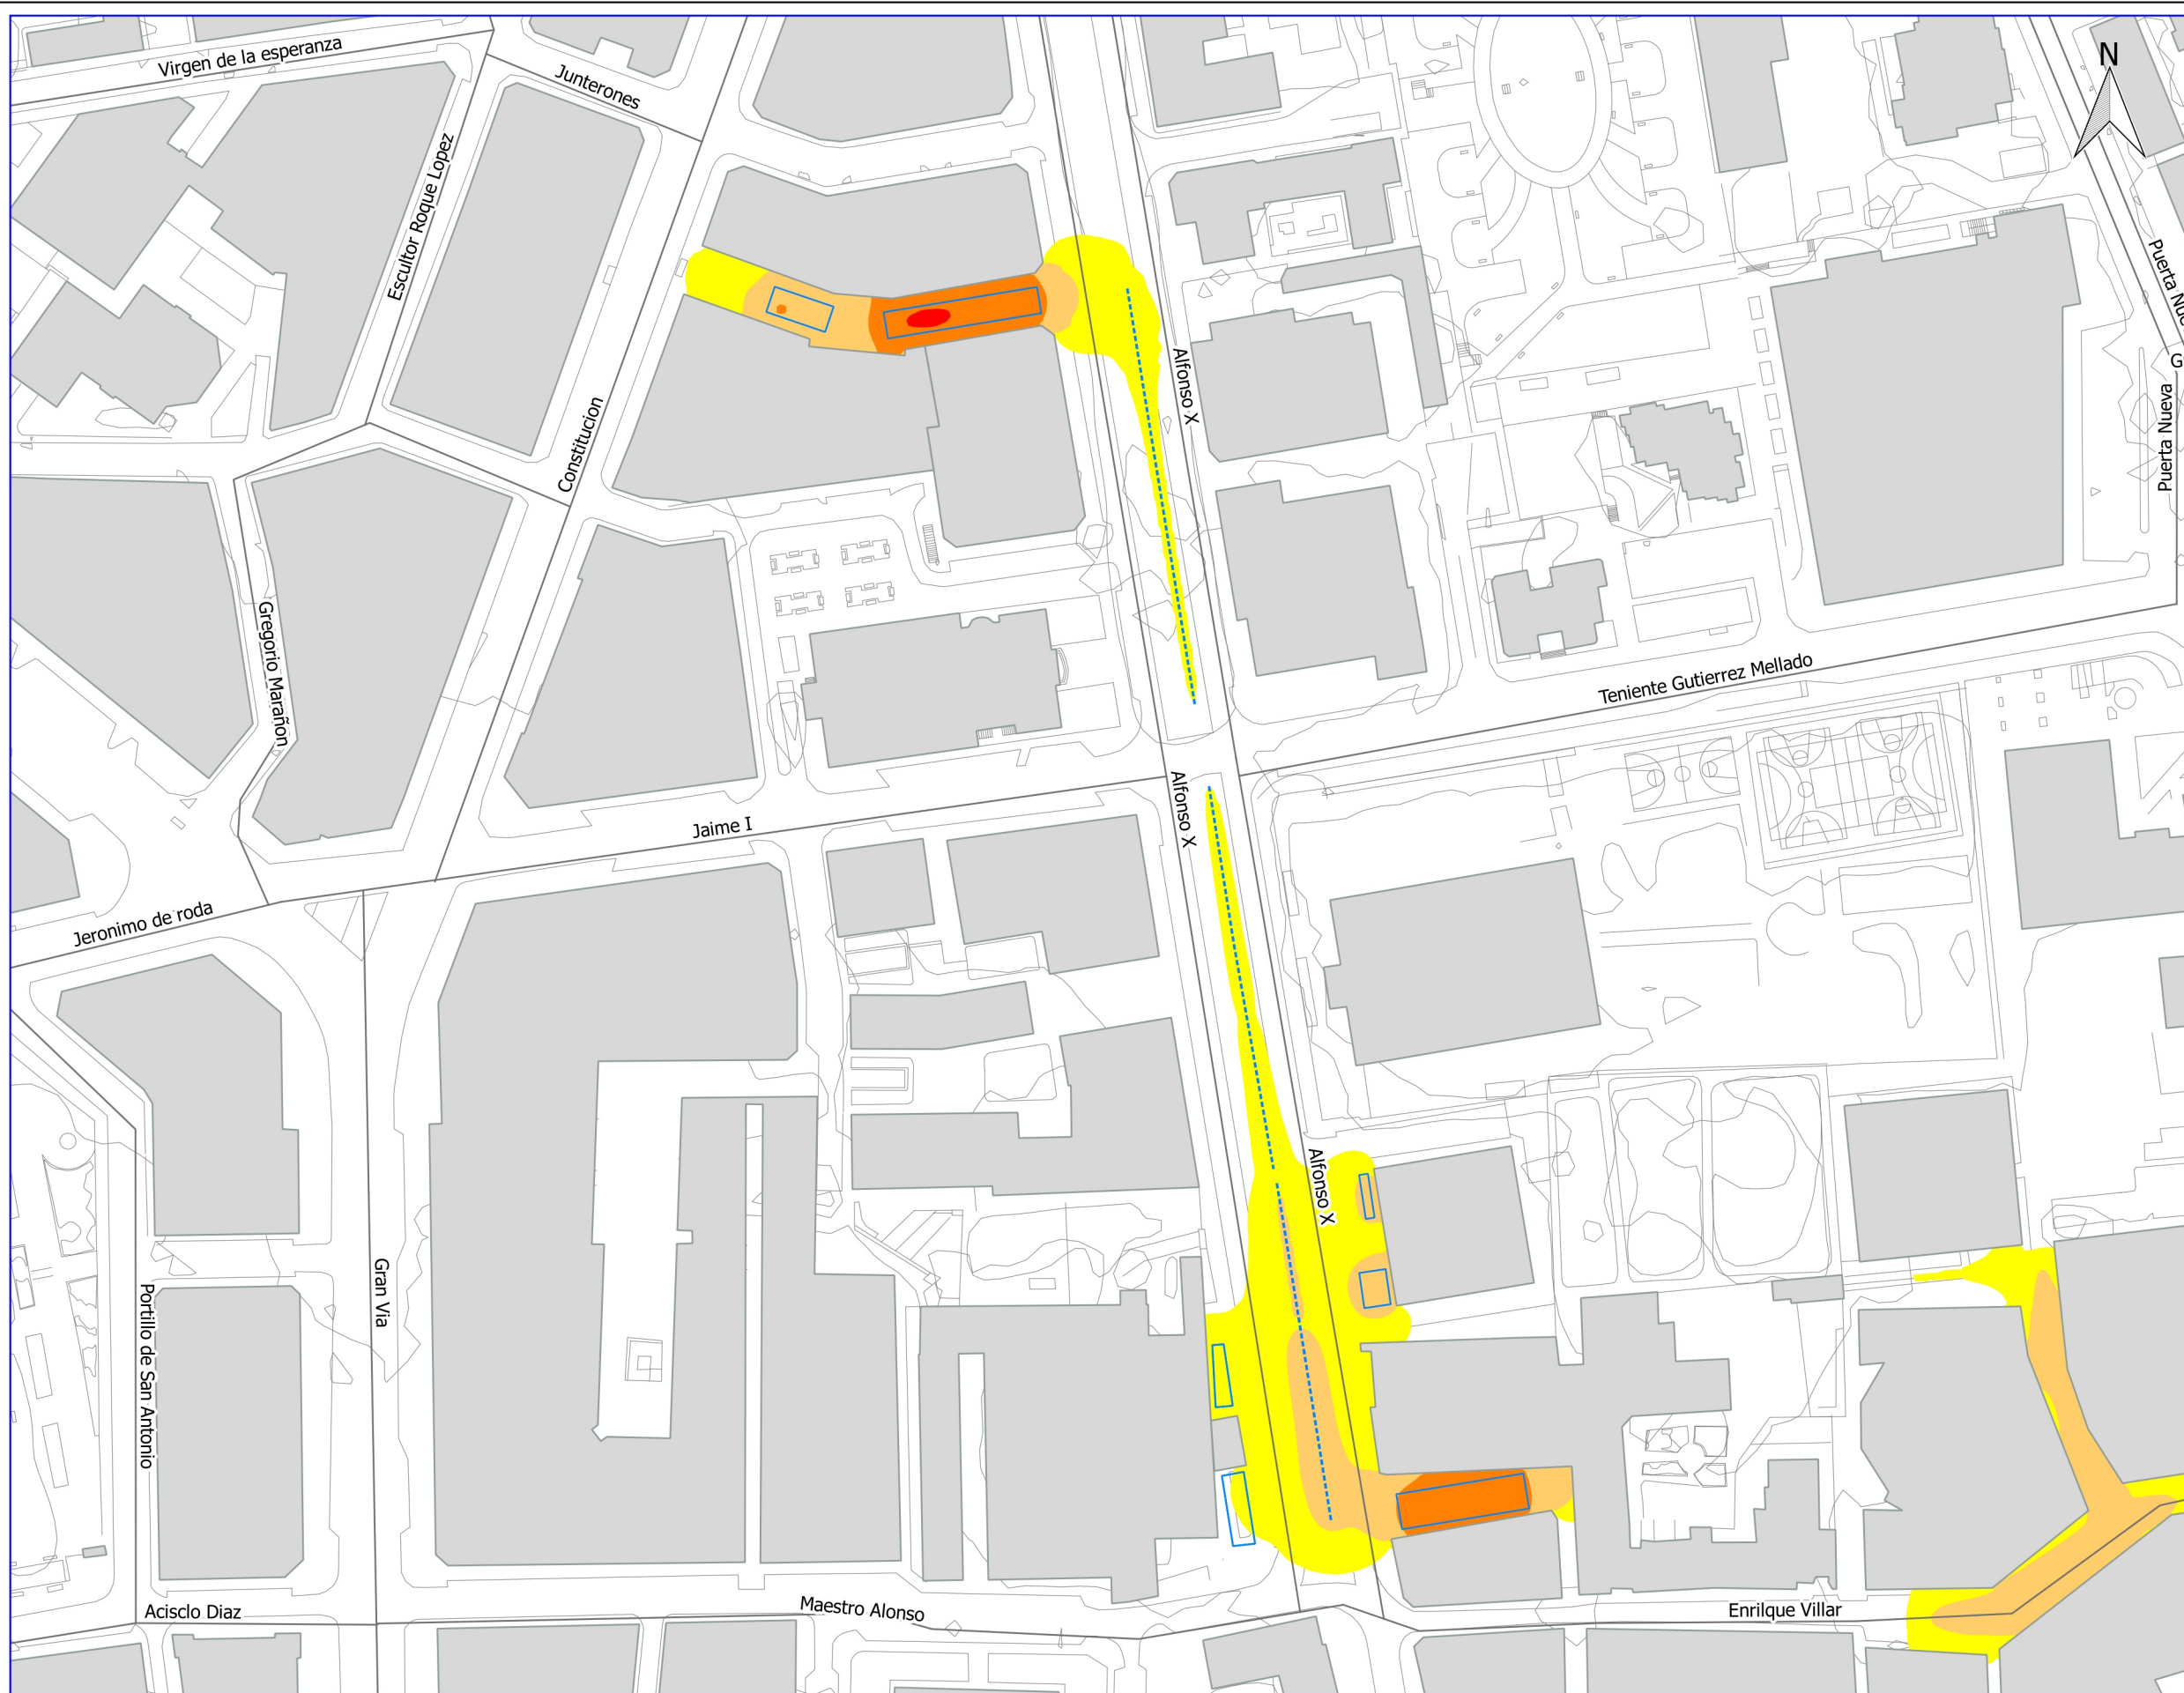 N
Virgen de la esperanza
Junterones
Escultor Roque Lopez
Puerta Nue
Alfonso X
G
Puerta Nueva
Constitucion
Gregorio Marañon
Teniente Gutierrez Mellado
Alfonso X
Jaime I
Jeronimo de roda
Alfonso X
Gran Via
Portillo de San Antonio
Acisclo Diaz
Maestro Alonso
Enrilque Villar